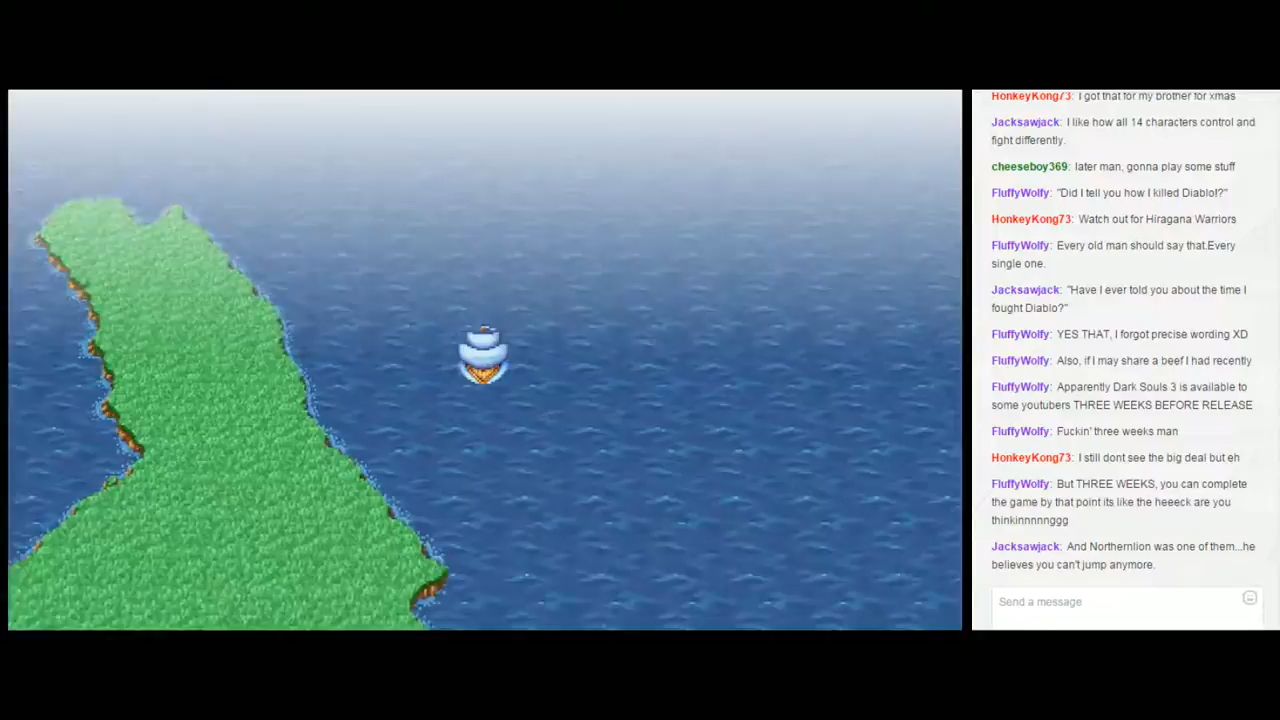 HonkeyKong73: I got that for my brother for xmas
Jacksawjack: I like how all 14 characters control and
fight differently.
cheeseboy369: later man, gonna play some stuff
FluffyWolfy: "Did I tell you how I killed Diablo!?"
HonkeyKong73: Watch out for Hiragana Warriors
FluffyWolfy: Every old man should say that.Every
single one.
Jacksawjack: "Have I ever told you about the time I
fought Diablo?"
FluffyWolfy: YES THAT, I forgot precise wording XD
FluffyWolfy: Also, if I may share a beef I had recently
FluffyWolfy: Apparently Dark Souls 3 is available to
some youtubers THREE WEEKS BEFORE RELEASE
FluffyWolfy: Fuckin' three weeks man
HonkeyKong73: I still dont see the big deal but eh
FluffyWolfy: But THREE WEEKS, you can complete
the game by that point its like the heeeck are you
thinkinnnnnggg
Jacksawjack: And Northernlion was one of them...he
believes you can't jump anymore.
Send a message